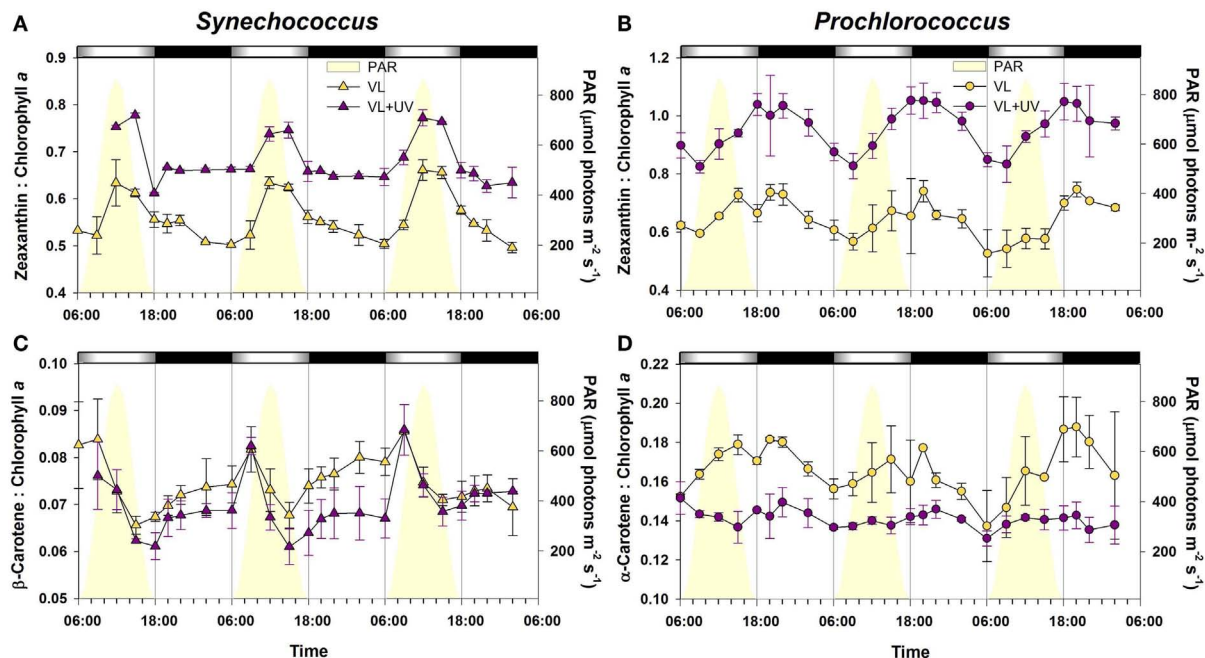 A Synechococcus
B Prochlorococcus
Zeaxanthin : Chlorophyll a
0.9
0.8
0.7
0.6
0.5
0.4
PAR
VL
VL+UV
800
600
400
200
PAR (µmol photons m-2 s-1)
06:00 18:00 06:00 18:00 06:00 18:00 06:00
Zeaxanthin : Chlorophyll a
1.2
1.0
0.8
0.6
0.4
PAR
VL
VL+UV
800
600
400
200
PAR (µmol photons m-2 s-1)
06:00 18:00 06:00 18:00 06:00 18:00 06:00
C
β-Carotene : Chlorophyll a
0.10
0.09
0.08
0.07
0.06
0.05
800
600
400
200
PAR (µmol photons m-2 s-1)
06:00 18:00 06:00 18:00 06:00 18:00 06:00
Time
D
α-Carotene : Chlorophyll a
0.22
0.20
0.18
0.16
0.14
0.12
0.10
800
600
400
200
PAR (µmol photons m-2 s-1)
06:00 18:00 06:00 18:00 06:00 18:00 06:00
Time